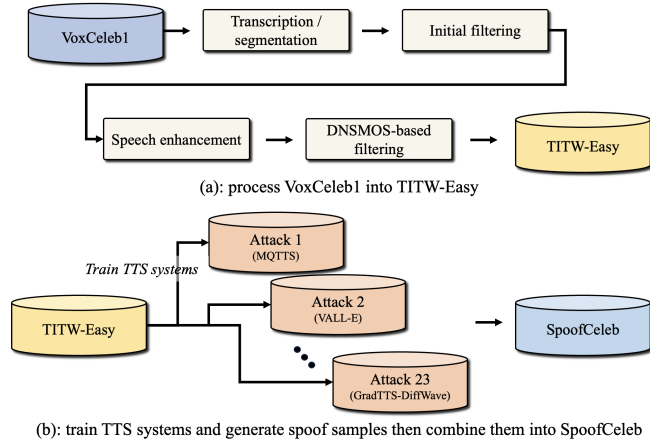 VoxCeleb1
Transcription /
segmentation
Initial filtering
Speech enhancement
DNSMOS-based
filtering
TITW-Easy
(a): process VoxCeleb1 into TITW-Easy
Train TTS systems
Attack 1
(MQTTS)
Attack 2
(VALL-E)
TITW-Easy
SpoofCeleb
Attack 23
(GradTTS-DiffWave)
(b): train TTS systems and generate spoof samples then combine them into SpoofCeleb